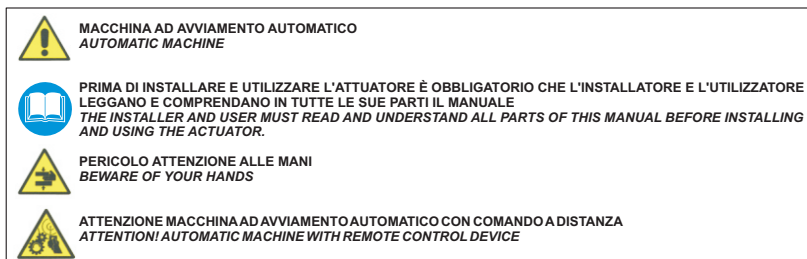 MACCHINA AD AVVIAMENTO AUTOMATICO
AUTOMATIC MACHINE
PRIMA DI INSTALLARE E UTILIZZARE L'ATTUATORE È OBBLIGATORIO CHE L'INSTALLATORE E L'UTILIZZATORE
LEGGANO E COMPRENDANO IN TUTTE LE SUE PARTI IL MANUALE
THE INSTALLER AND USER MUST READ AND UNDERSTAND ALL PARTS OF THIS MANUAL BEFORE INSTALLING
AND USING THE ACTUATOR.
PERICOLO ATTENZIONE ALLE MANI
BEWARE OF YOUR HANDS
ATTENZIONE MACCHINA AD AVVIAMENTO AUTOMATICO CON COMANDO A DISTANZA
ATTENTION! AUTOMATIC MACHINE WITH REMOTE CONTROL DEVICE